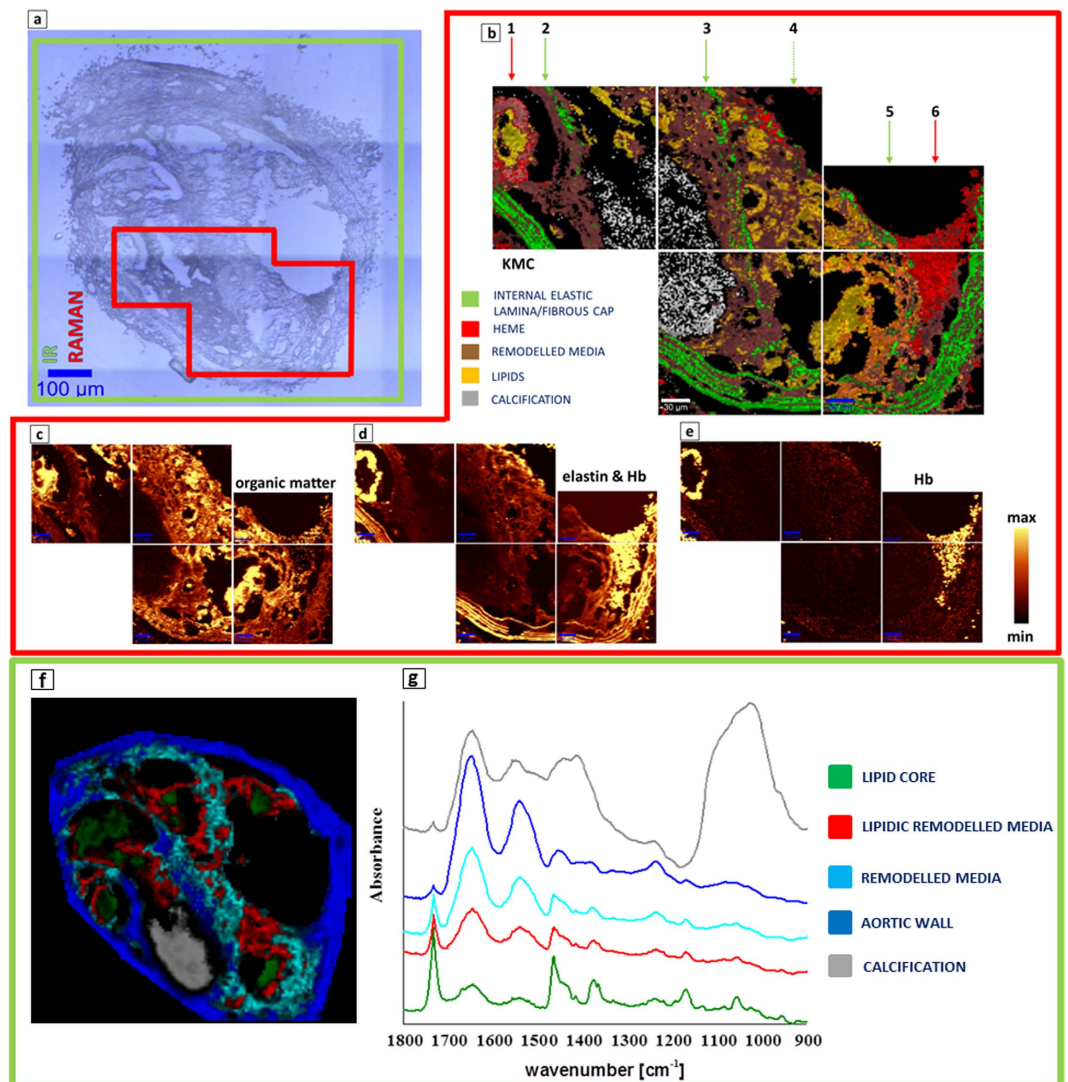 a
IR
RAMAN
100 µm
b
1 2 3 4
5 6
KMC
INTERNAL ELASTIC
LAMINA/FIBROUS CAP
HEME
REMODELLED MEDIA
LIPIDS
CALCIFICATION
30 µm
c
organic matter
d
elastin & Hb
e
Hb
max
min
f
g
Absorbance
1800 1700 1600 1500 1400 1300 1200 1100 1000 900
wavenumber [cm⁻¹]
LIPID CORE
LIPIDIC REMODELLED MEDIA
REMODELLED MEDIA
AORTIC WALL
CALCIFICATION